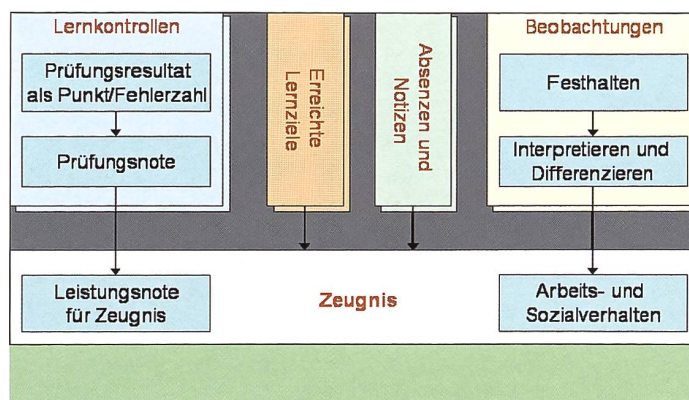 Lernkontrollen
Prüfungsresultat
als Punkt/Fehlerzahl
Prüfungsnote
Erreichte
Lernziele
Absenzen und
Notizen
Beobachtungen
Festhalten
Interpretieren und
Differenzieren
Leistungsnote
für Zeugnis
Zeugnis
Arbeits- und
Sozialverhalten